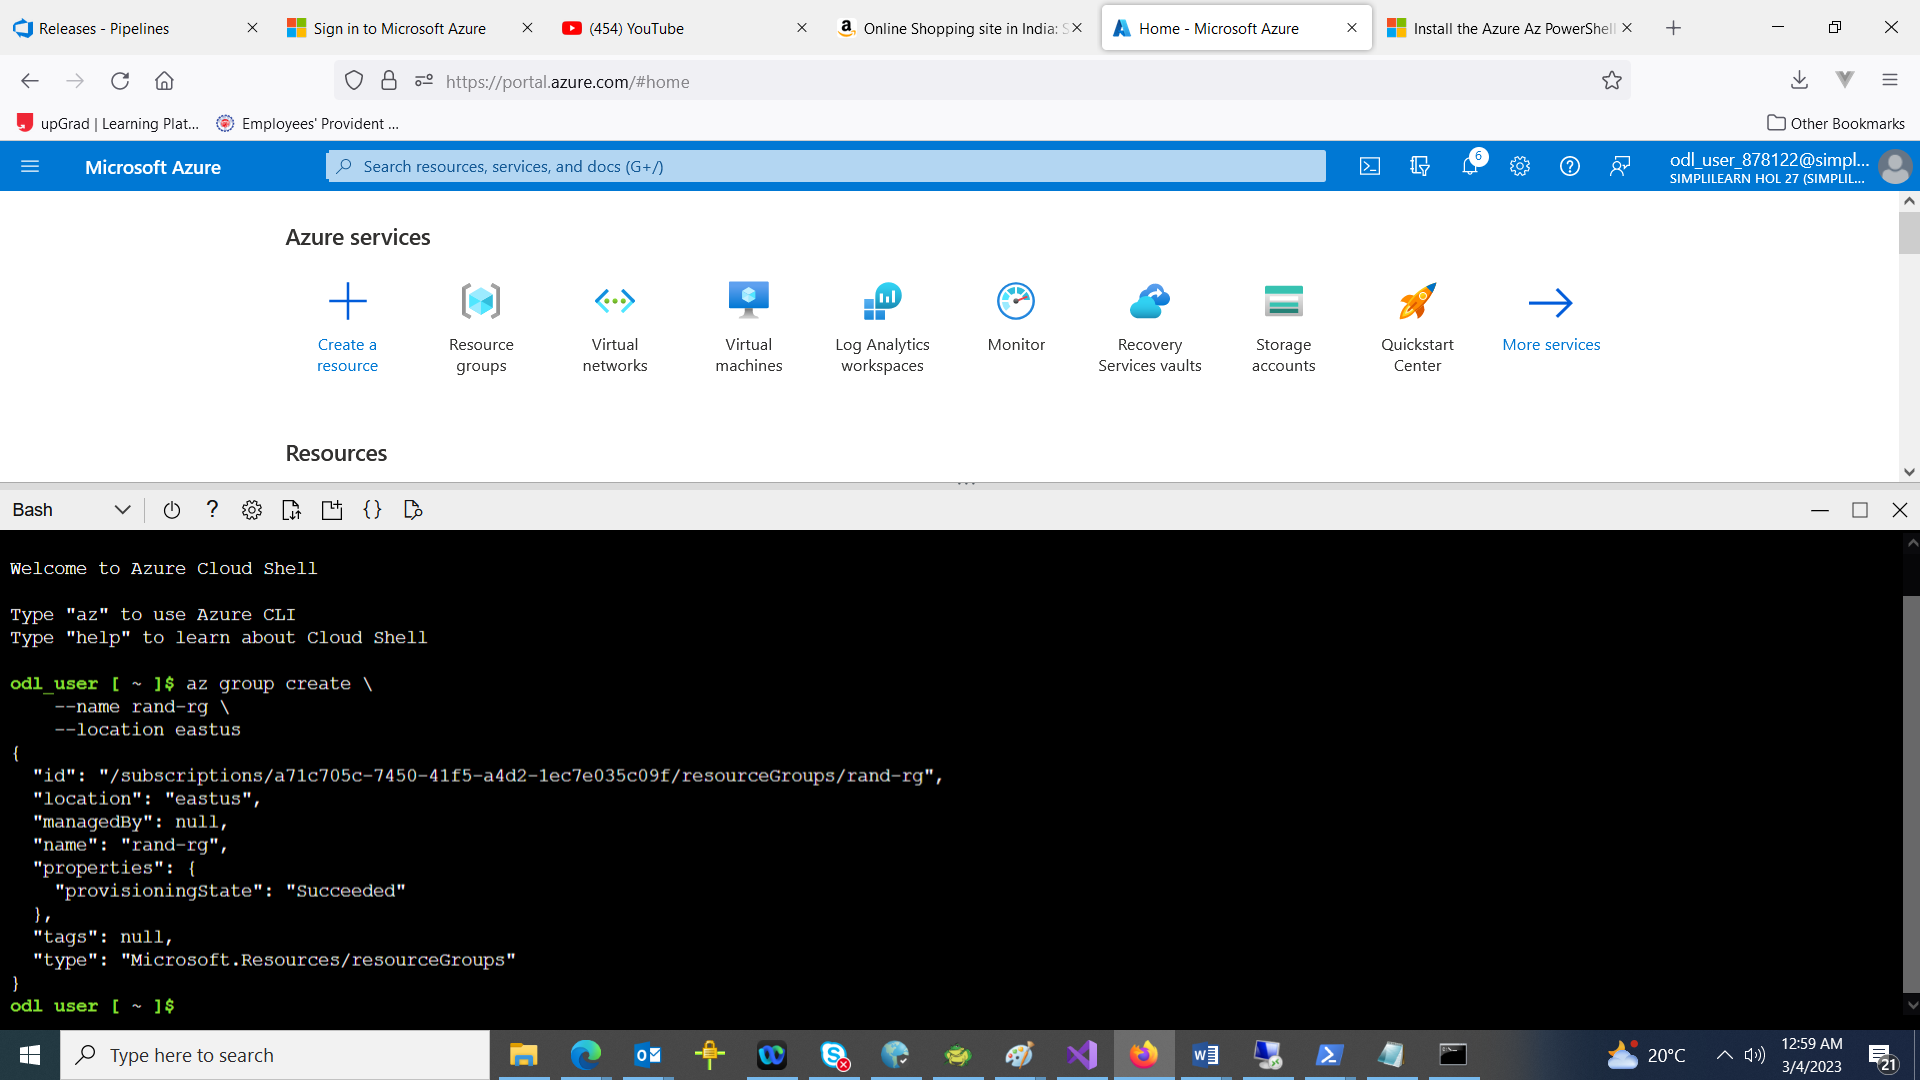 Releases - Pipelines
Sign in to Microsoft Azure
(454) YouTube
Online Shopping site in India: S
Home - Microsoft Azure
Install the Azure Az PowerShell
https://portal.azure.com/#home
upGrad | Learning Plat...
Employees' Provident ...
Other Bookmarks
Microsoft Azure
Search resources, services, and docs (G+/)
6
odl_user_878122@simpl...
SIMPLILEARN HOL 27 (SIMPLIL...
Azure services
Create a resource
Resource groups
Virtual networks
Virtual machines
Log Analytics workspaces
Monitor
Recovery Services vaults
Storage accounts
Quickstart Center
More services
Resources
Bash
Welcome to Azure Cloud Shell
Type "az" to use Azure CLI
Type "help" to learn about Cloud Shell
odl_user [ ~ ]$ az group create \
--name rand-rg \
--location eastus
{
"id": "/subscriptions/a71c705c-7450-41f5-a4d2-1ec7e035c09f/resourceGroups/rand-rg",
"location": "eastus",
"managedBy": null,
"name": "rand-rg",
"properties": {
"provisioningState": "Succeeded"
},
"tags": null,
"type": "Microsoft.Resources/resourceGroups"
}
odl user [ ~ ]$
Type here to search
20°C
12:59 AM
3/4/2023
21